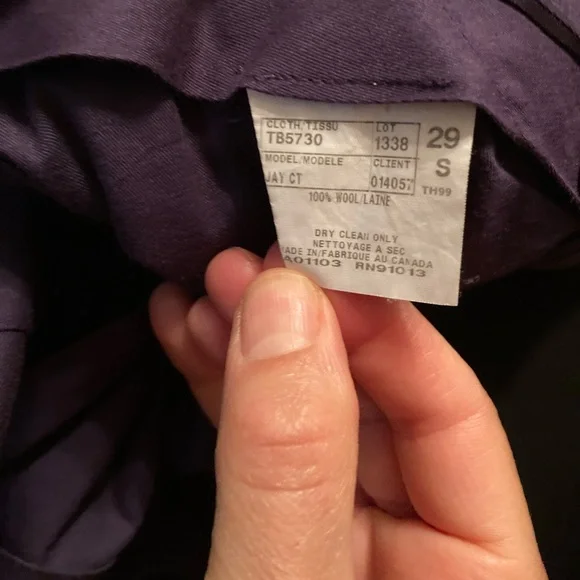 CLOTH/TISSU LOT 29
TB5730 1338
MODEL/MODELE CLIENT S
JAY CT 014057 TH99
100% WOOL/LAINE
DRY CLEAN ONLY
NETTOYAGE A SEC
MADE IN/FABRIQUE AU CANADA
A01103 RN91013